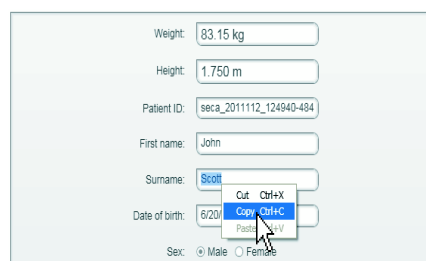 Weight: 83.15 kg
Height: 1.750 m
Patient ID: seca_2011112_124940-484
First name: John
Surname: Scott
Cut Ctrl+X
Date of birth: 6/20/ Copy Ctrl+C
Paste Ctrl+V
Sex: Male Female